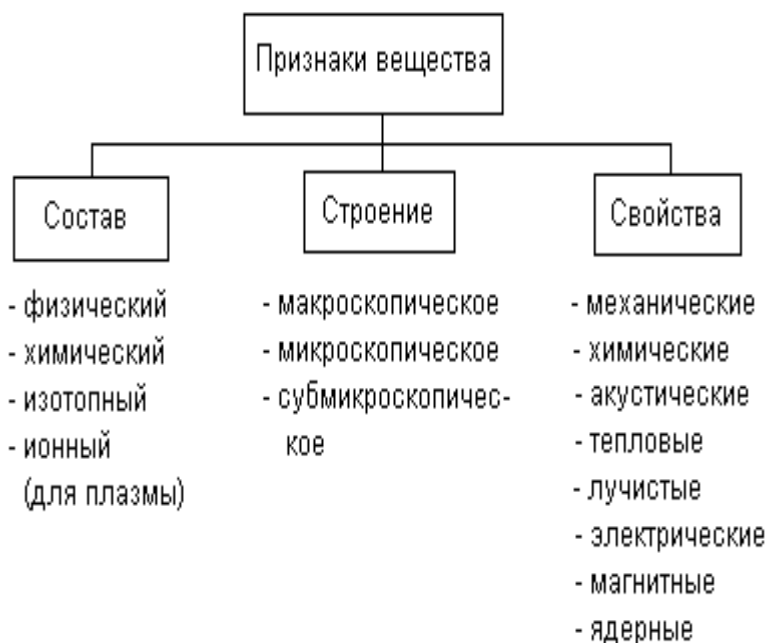 Признаки вещества
Состав
Строение
Свойства
- физический
- химический
- изотопный
- ионный
(для плазмы)
- макроскопическое
- микроскопическое
- субмикроскопичес-
кое
- механические
- химические
- акустические
- тепловые
- лучистые
- электрические
- магнитные
- ядерные